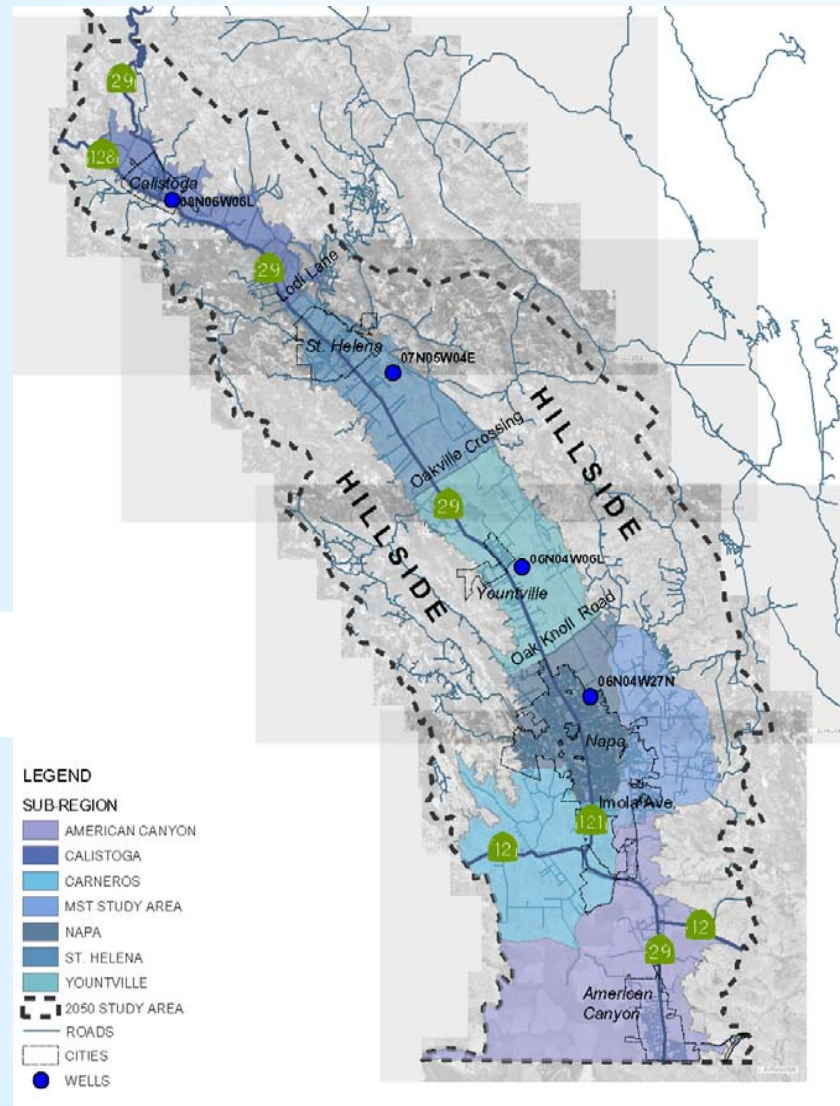 29
128
Calistoga
08N06W06L
29
Lodi Lane
St. Helena
07N05W04E
HILLSIDE
Oakville Crossing
HILLSIDE
29
06N04W06L
Yountville
Oak Knoll Road
06N04W27N
Napa
Imola Ave.
121
12
12
29
American
Canyon
LEGEND
SUB-REGION
AMERICAN CANYON
CALISTOGA
CARNEROS
MST STUDY AREA
NAPA
ST. HELENA
YOUNTVILLE
2050 STUDY AREA
ROADS
CITIES
WELLS